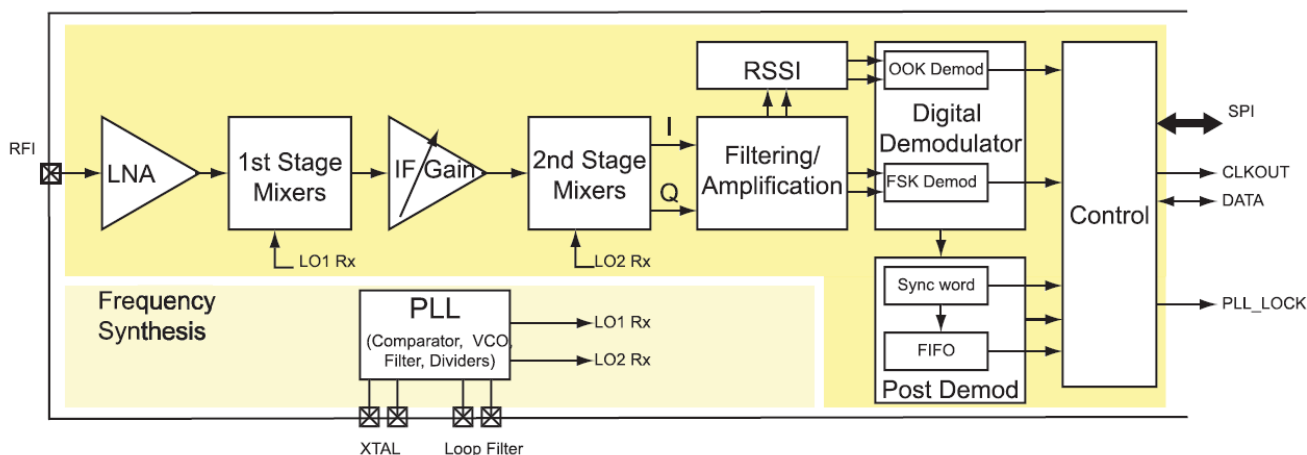 RFI
LNA
1st Stage
Mixers
LO1 Rx
IF Gain
2nd Stage
Mixers
LO2 Rx
I
Q
RSSI
Filtering/
Amplification
OOK Demod
Digital
Demodulator
FSK Demod
Sync word
FIFO
Post Demod
Control
SPI
CLKOUT
DATA
PLL_LOCK
Frequency
Synthesis
PLL
(Comparator, VCO,
Filter, Dividers)
LO1 Rx
LO2 Rx
XTAL
Loop Filter